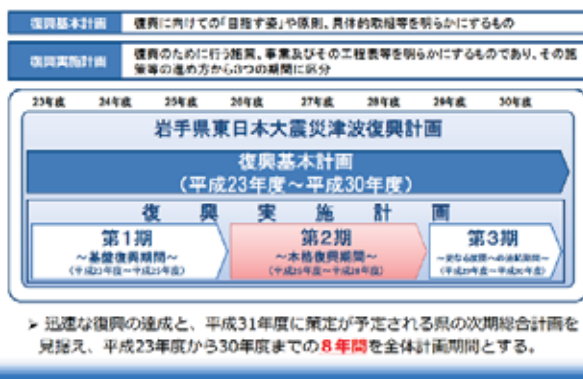 復興基本計画
復興に向けての「目指す姿」や原則、具体的取組等を明らかにするもの
復興実施計画
復興のために行う施策、事業及びその工程表等を明らかにするものであり、その施
策等の進め方から3つの期間に区分
23年度 24年度 25年度 26年度 27年度 28年度 29年度 30年度
岩手県東日本大震災津波復興計画
復興基本計画
(平成23年度~平成30年度)
復興実施計画
第1期 第2期 第3期
~基盤復興期間~ ~本格復興期間~
➢ 迅速な復興の達成と、平成31年度に策定が予定される県の次期総合計画を
見据え、平成23年度から30年度までの8年間を全体計画期間とする。